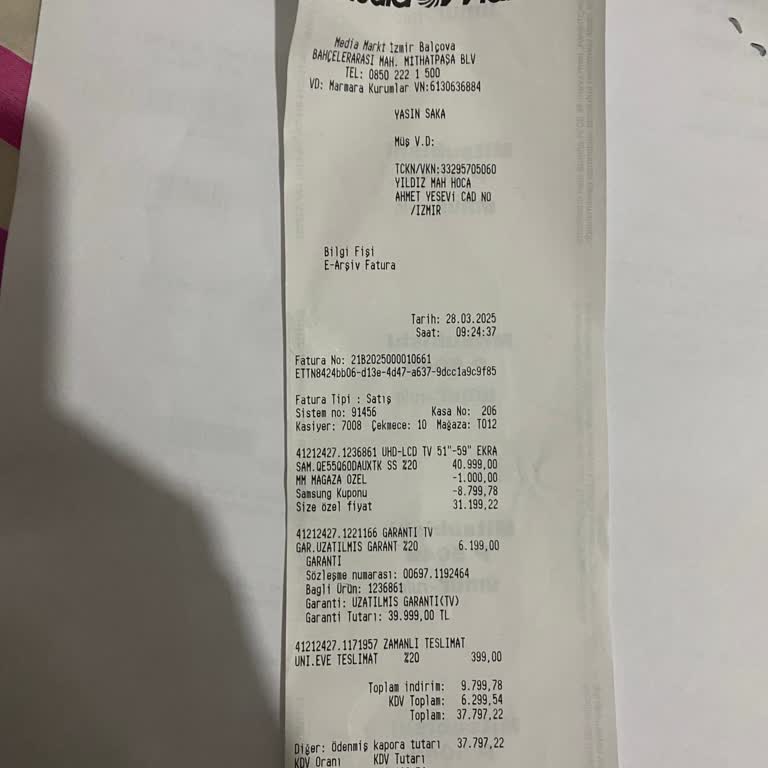 Media Markt İzmir Balçova
BAHÇELERARASI MAH. MİTHATPAŞA BLV
TEL: 0850 222 1 500
VD: Marmara Kurumlar VN:6130636884
YASIN SAKA
Müş V.D:
TCKN/VKN:33295705060
YILDIZ MAH HOCA
AHMET YESEVİ CAD NO
/İZMİR
Bilgi Fişi
E-Arşiv Fatura
Tarih: 28.03.2025
Saat: 09:24:37
Fatura No: 21B2025000010661
ETTN8424bb06-d13e-4d47-a637-9dcc1a9c9f85
Fatura Tipi : Satış
Sistem no: 91456 Kasa No: 206
Kasiyer: 7008 Çekmece: 10 Mağaza: T012
41212427.1236861 UHD-LCD TV 51"-59" EKRA
SAM.QE55Q60DAUXTK SS %20 40.999,00
MM MAGAZA OZEL -1.000,00
Samsung Kuponu -8.799,78
Size özel fiyat 31.199,22
41212427.1221166 GARANTI TV
GAR.UZATILMIS GARANT %20 6.199,00
GARANTI
Sözleşme numarası: 00697.1192464
Bagli Ürün: 1236861
Garanti: UZATILMIS GARANTI(TV)
Garanti Tutarı: 39.999,00 TL
41212427.1171957 ZAMANLI TESLIMAT
UNI.EVE TESLIMAT %20 399,00
Toplam indirim: 9.799,78
KDV Toplam: 6.299,54
Toplam: 37.797,22
Diğer: Ödenmiş kapora tutarı 37.797,22
KDV Oranı KDV Tutarı